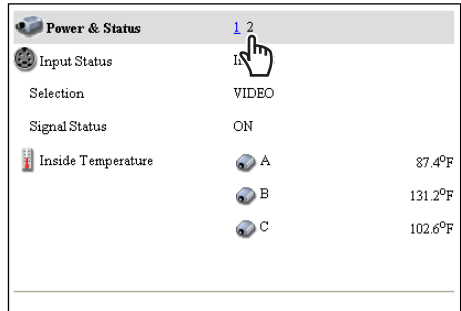 Power & Status 1 2
Input Status
Selection VIDEO
Signal Status ON
Inside Temperature A 87.4°F
B 131.2°F
C 102.6°F